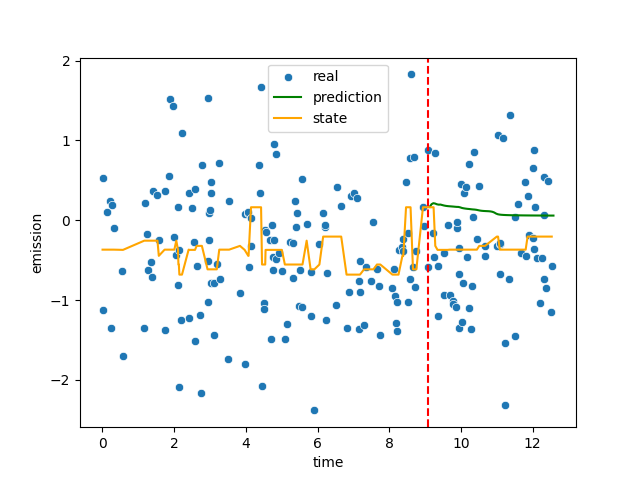 real
prediction
state
2
1
0
−1
−2
emission
0 2 4 6 8 10 12
time